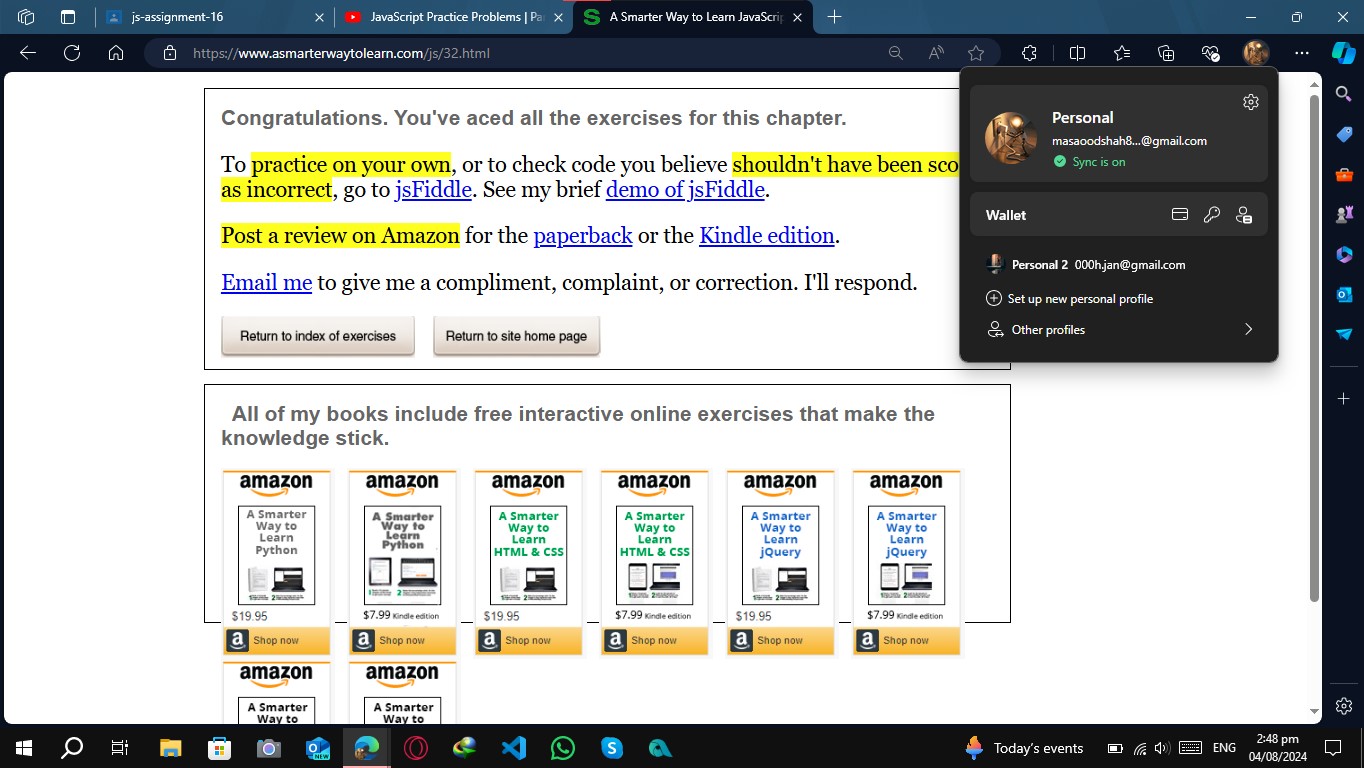 js-assignment-16
JavaScript Practice Problems | Pa
A Smarter Way to Learn JavaScrip
https://www.asmarterwaytolearn.com/js/32.html
Congratulations. You've aced all the exercises for this chapter.
To practice on your own, or to check code you believe shouldn't have been sco
as incorrect, go to jsFiddle. See my brief demo of jsFiddle.
Post a review on Amazon for the paperback or the Kindle edition.
Email me to give me a compliment, complaint, or correction. I'll respond.
Return to index of exercises
Return to site home page
Personal
masaoodshah8...@gmail.com
Sync is on
Wallet
Personal 2 000h.jan@gmail.com
Set up new personal profile
Other profiles
All of my books include free interactive online exercises that make the
knowledge stick.
amazon
A Smarter
Way to
Learn
Python
$19.95
Shop now
amazon
A Smarter
Way to
Learn
Python
$7.99 Kindle edition
Shop now
amazon
A Smarter
Way to
Learn
HTML & CSS
$19.95
Shop now
amazon
A Smarter
Way to
Learn
HTML & CSS
$7.99 Kindle edition
Shop now
amazon
A Smarter
Way to
Learn
jQuery
$19.95
Shop now
amazon
A Smarter
Way to
Learn
jQuery
$7.99 Kindle edition
Shop now
amazon
A Smarter
Way to
amazon
A Smarter
Way to
Today's events
ENG
2:48 pm
04/08/2024